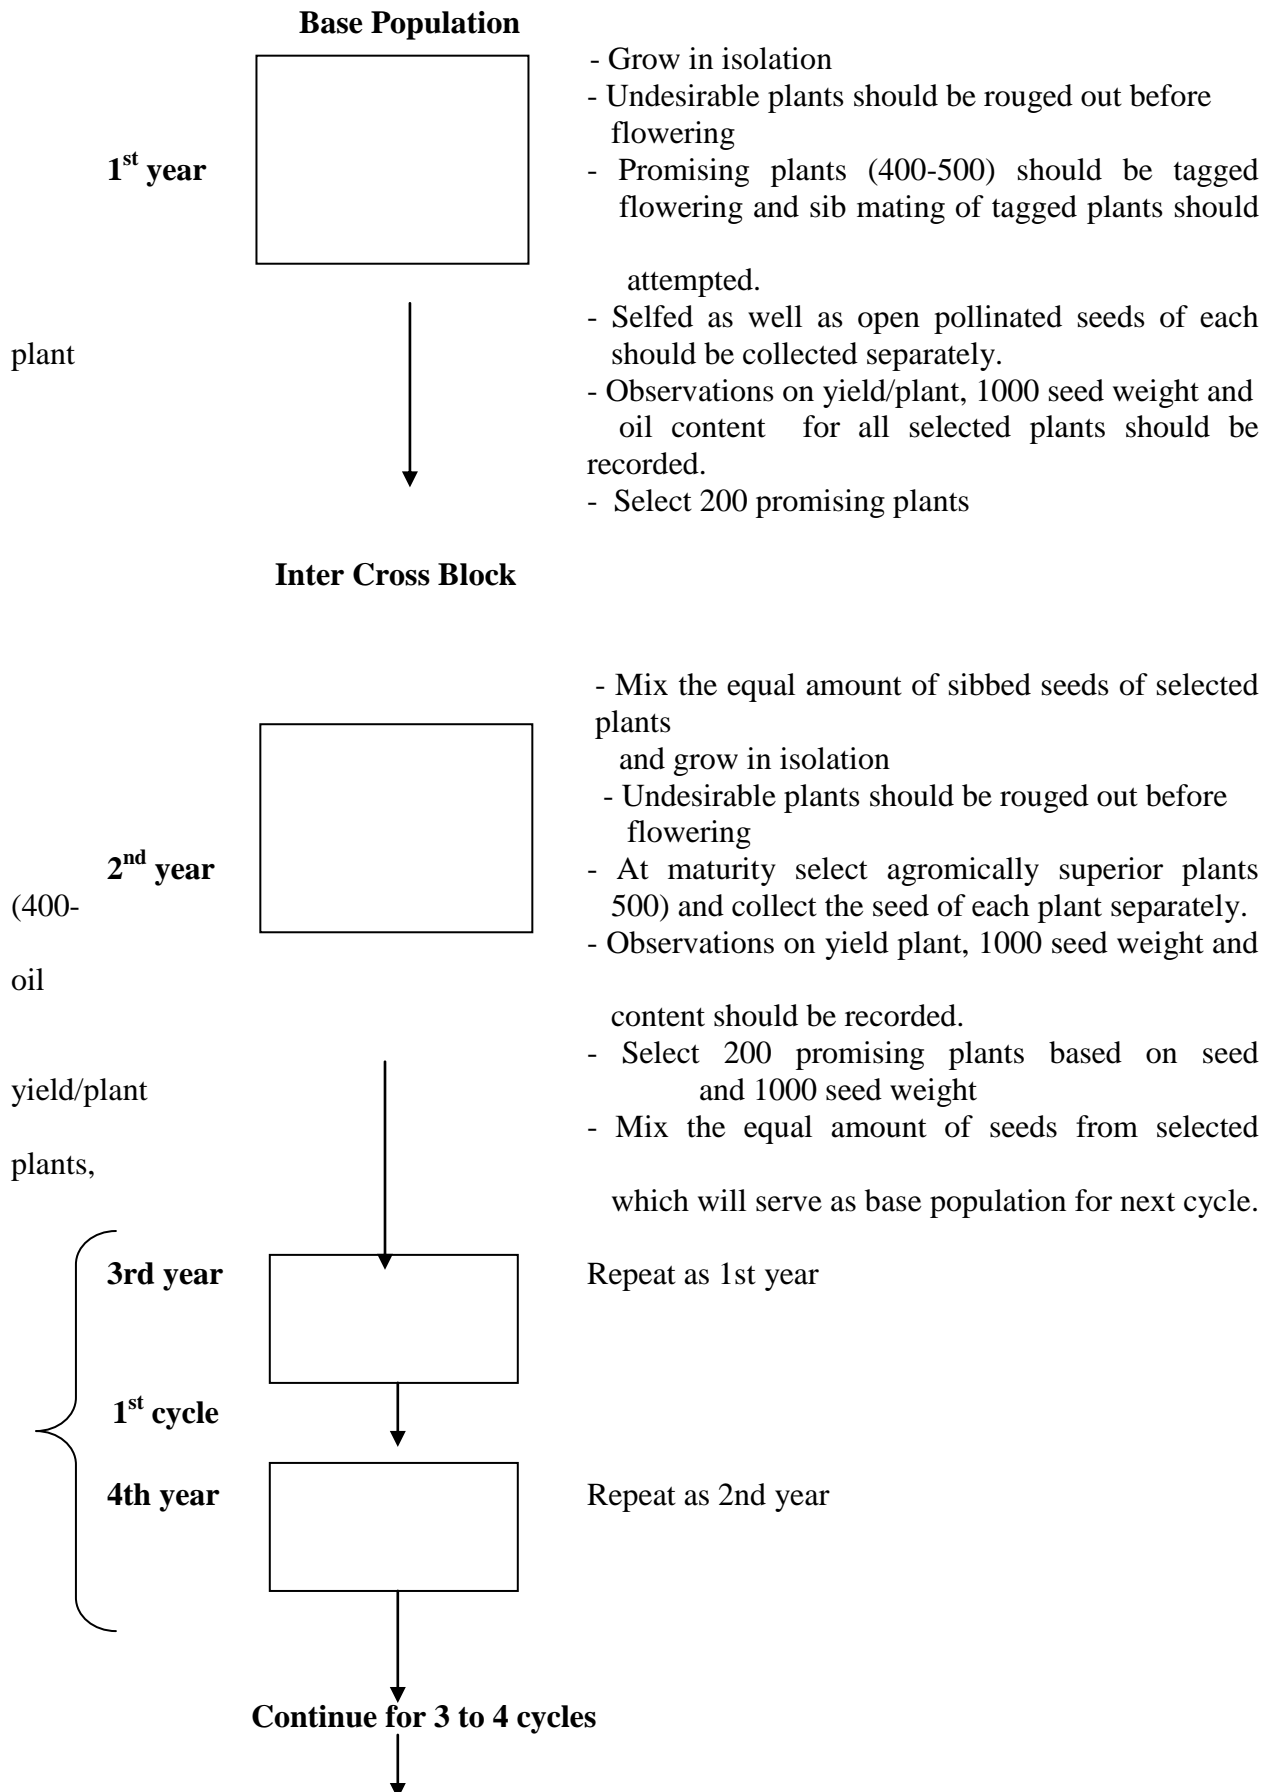 Base Population
- Grow in isolation
- Undesirable plants should be rouged out before
flowering
1st year
- Promising plants (400-500) should be tagged
flowering and sib mating of tagged plants should
attempted.
- Selfed as well as open pollinated seeds of each
plant
should be collected separately.
- Observations on yield/plant, 1000 seed weight and
oil content for all selected plants should be
recorded.
- Select 200 promising plants
Inter Cross Block
- Mix the equal amount of sibbed seeds of selected
plants
and grow in isolation
- Undesirable plants should be rouged out before
flowering
2nd year
- At maturity select agromically superior plants
(400-
500) and collect the seed of each plant separately.
- Observations on yield plant, 1000 seed weight and
oil
content should be recorded.
- Select 200 promising plants based on seed
yield/plant
and 1000 seed weight
- Mix the equal amount of seeds from selected
plants,
which will serve as base population for next cycle.
3rd year
Repeat as 1st year
1st cycle
4th year
Repeat as 2nd year
Continue for 3 to 4 cycles